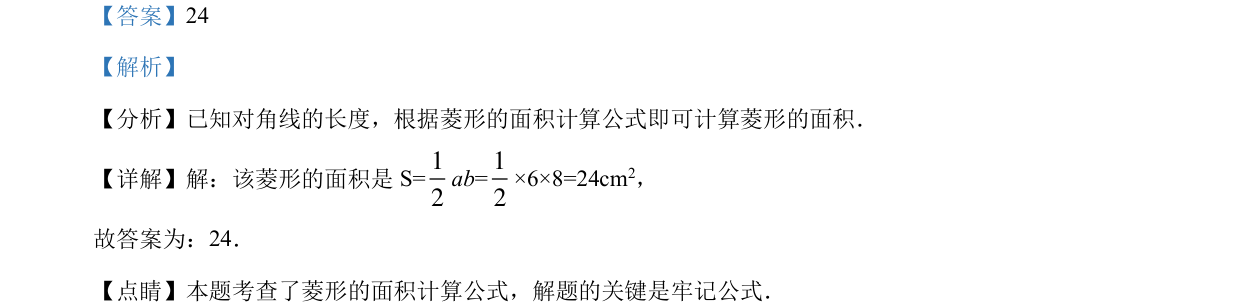 【答案】24
【解析】
【分析】已知对角线的长度，根据菱形的面积计算公式即可计算菱形的面积．
【详解】解：该菱形的面积是 S=\frac{1}{2}ab=\frac{1}{2}×6×8=24cm²，
故答案为：24．
【点睛】本题考查了菱形的面积计算公式，解题的关键是牢记公式．